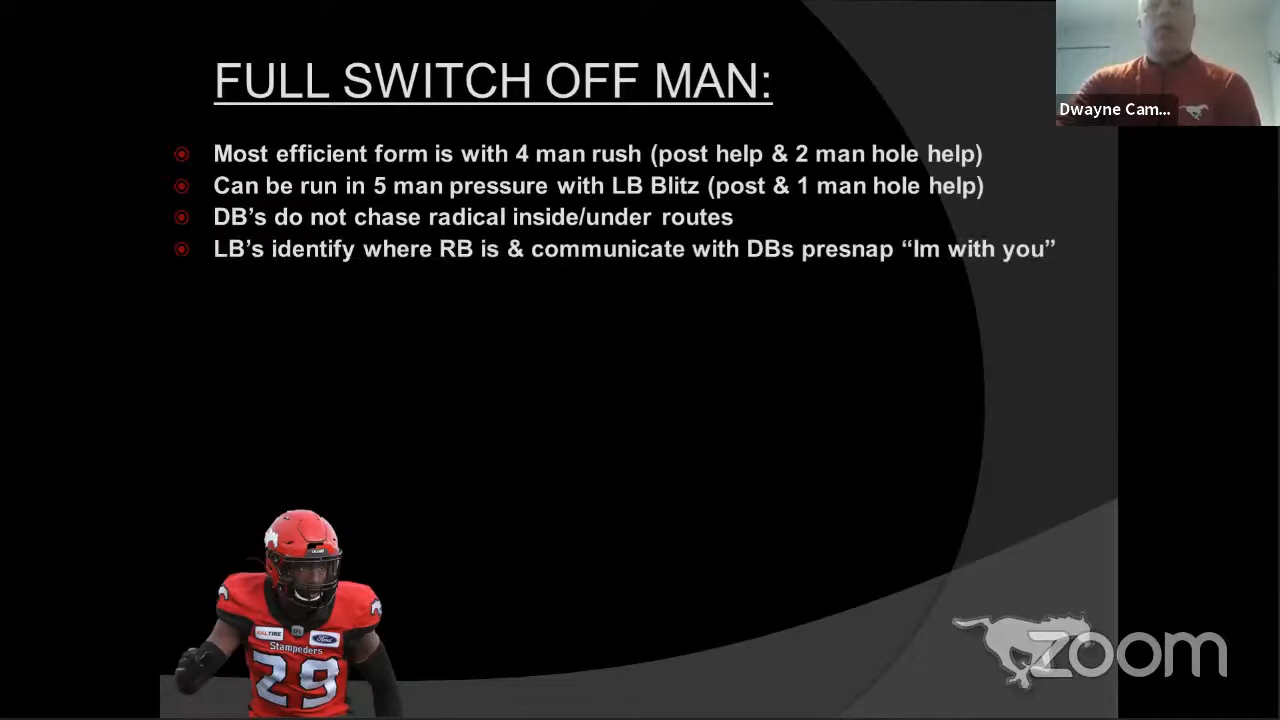 FULL SWITCH OFF MAN:
Dwayne Cam...
Most efficient form is with 4 man rush (post help & 2 man hole help)
Can be run in 5 man pressure with LB Blitz (post & 1 man hole help)
DB's do not chase radical inside/under routes
LB's identify where RB is & communicate with DBs presnap “Im with you”
KALTIRE
Ford
Stampeders
29
zoom